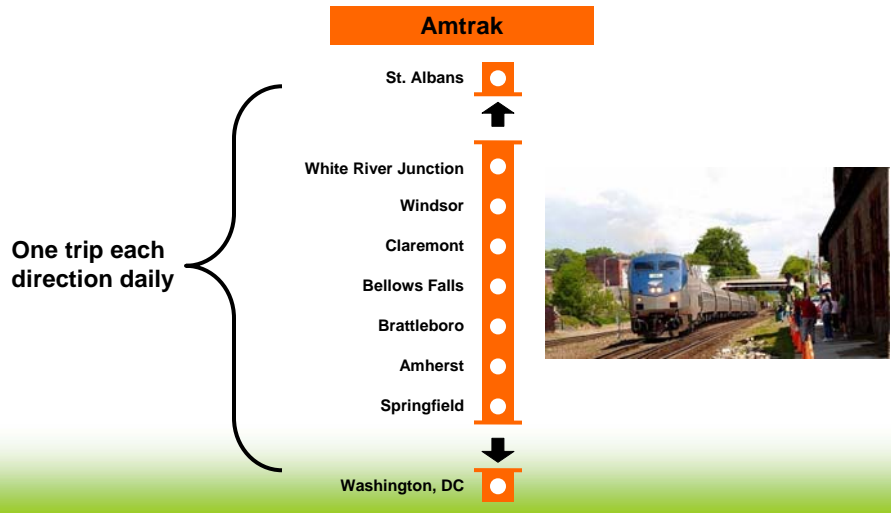 Amtrak
St. Albans
White River Junction
Windsor
Claremont
One trip each
direction daily
Bellows Falls
Brattleboro
Amherst
Springfield
Washington, DC